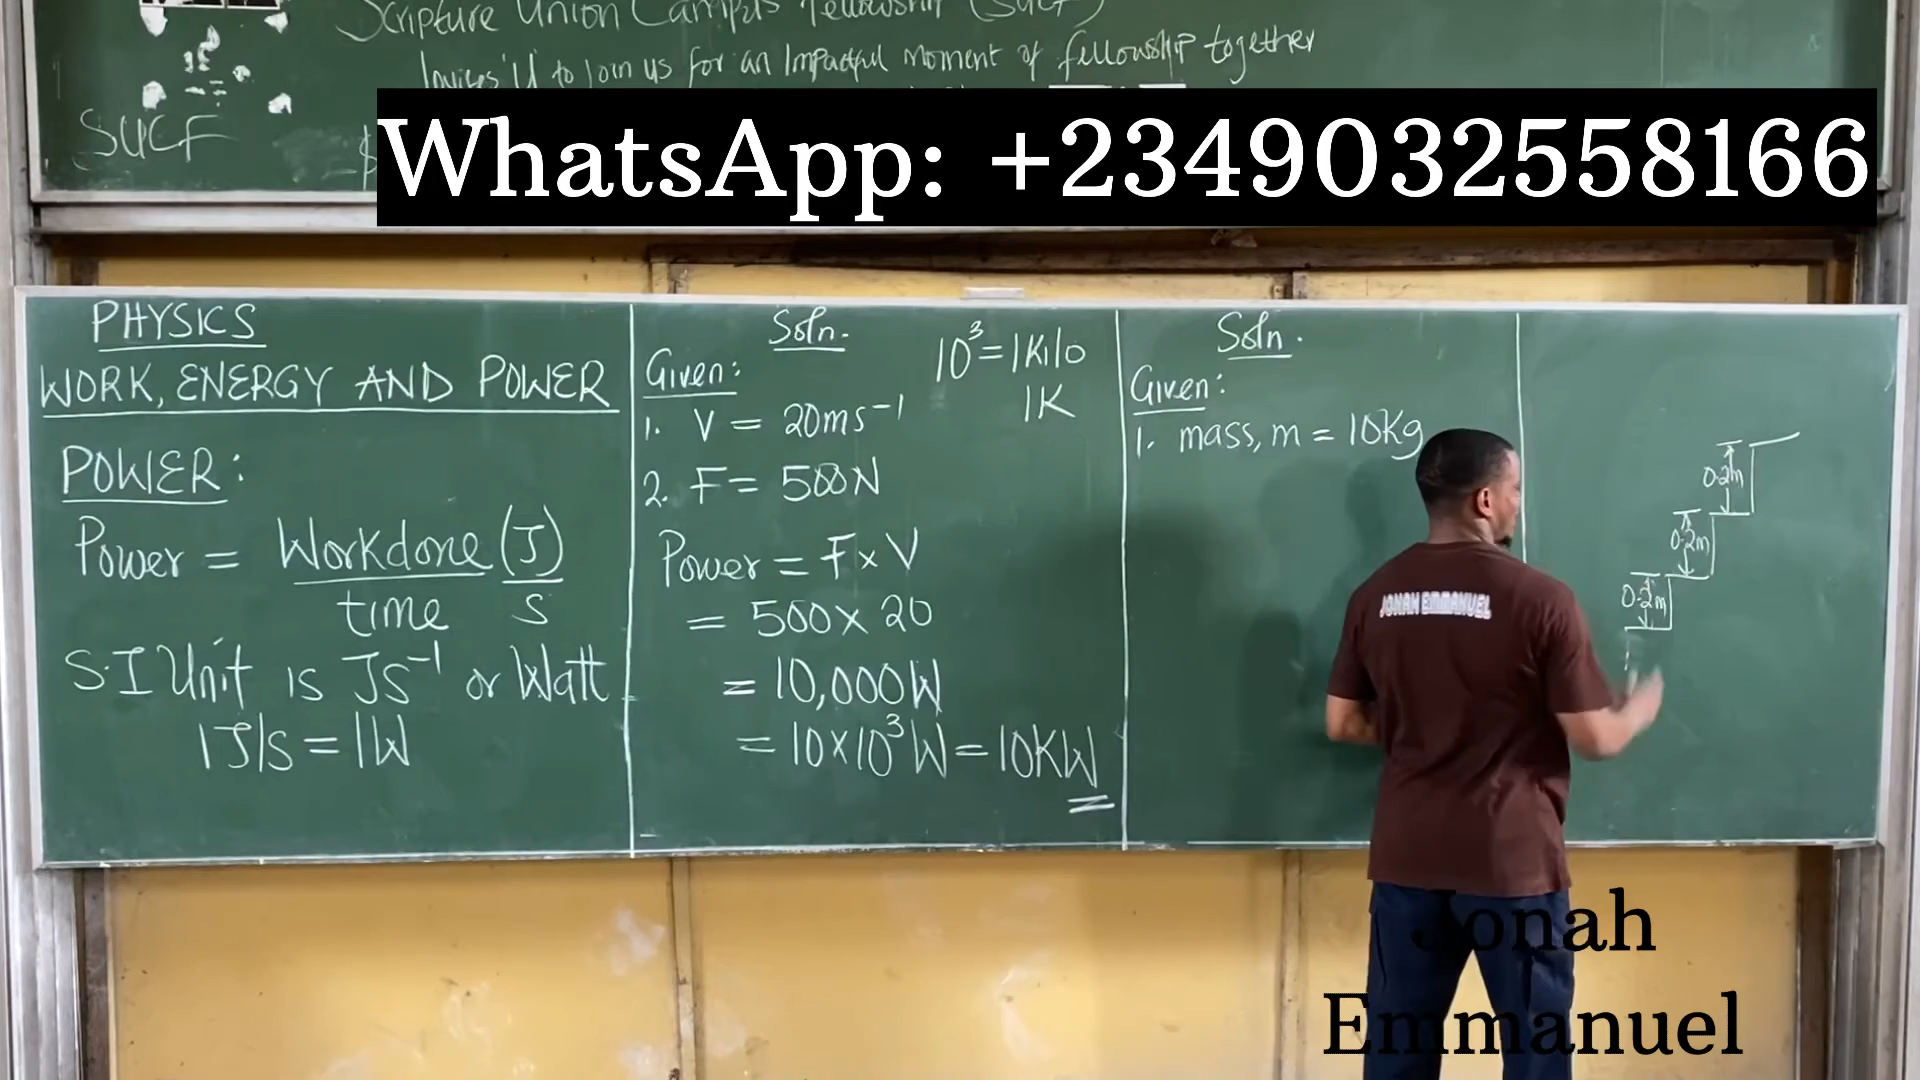 Scripture Union Campus Fellowship (SUCF)
Invites U to join us for an Impactful Moment of fellowship together
SUCF
WhatsApp: +2349032558166
PHYSICS
WORK, ENERGY AND POWER
POWER:
Power = Workdone (J)
time s
S.I Unit is JS⁻¹ or Watt
1J/s = 1W
Soln.
10³ = 1Kilo
1K
Given:
1. V = 20ms⁻¹
2. F = 500N
Power = F × V
= 500 × 20
= 10,000W
= 10×10³W = 10KW
Soln.
Given:
1. mass, m = 10Kg
0.2m
0.2m
0.2m
JONAH EMMANUEL
Jonah
Emmanuel